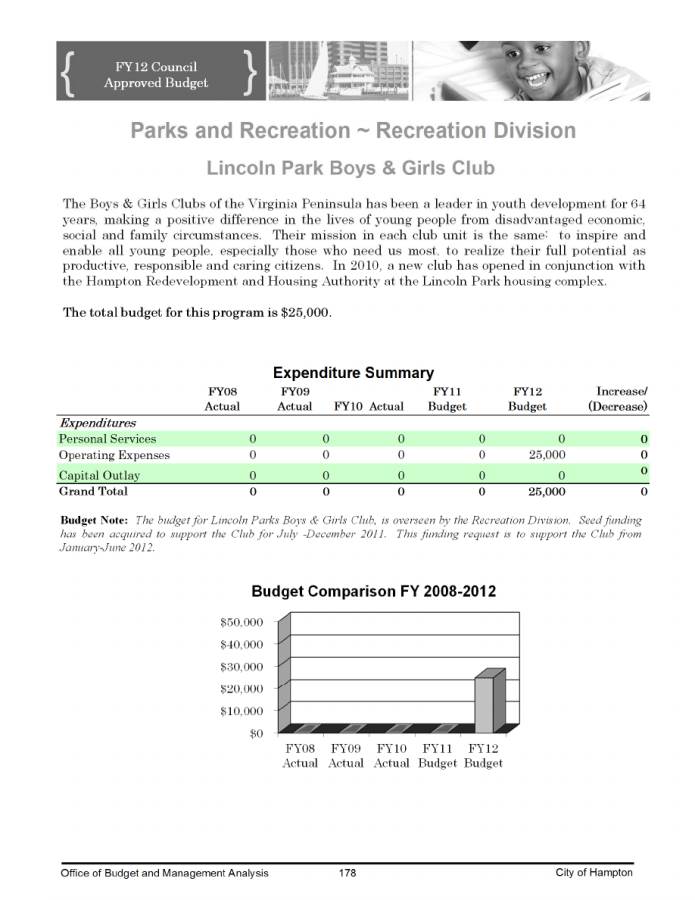 FY12 Council
Approved Budget
Parks and Recreation ~ Recreation Division
Lincoln Park Boys & Girls Club
The Boys & Girls Clubs of the Virginia Peninsula has been a leader in youth development for 64
years, making a positive difference in the lives of young people from disadvantaged economic,
social and family circumstances. Their mission in each club unit is the same: to inspire and
enable all young people, especially those who need us most, to realize their full potential as
productive, responsible and caring citizens. In 2010, a new club has opened in conjunction with
the Hampton Redevelopment and Housing Authority at the Lincoln Park housing complex.
The total budget for this program is $25,000.
Expenditure Summary
FY08 FY09 FY11 FY12 Increase/
Actual Actual FY10 Actual Budget Budget (Decrease)
Expenditures
Personal Services 0 0 0 0 0 0
Operating Expenses 0 0 0 0 25,000 0
Capital Outlay 0 0 0 0 0 0
Grand Total 0 0 0 0 25,000 0
Budget Note: The budget for Lincoln Parks Boys & Girls Club, is overseen by the Recreation Division. Seed funding
has been acquired to support the Club for July -December 2011. This funding request is to support the Club from
January-June 2012.
Budget Comparison FY 2008-2012
$50,000
$40,000
$30,000
$20,000
$10,000
$0
FY08 FY09 FY10 FY11 FY12
Actual Actual Actual Budget Budget
Office of Budget and Management Analysis 178 City of Hampton